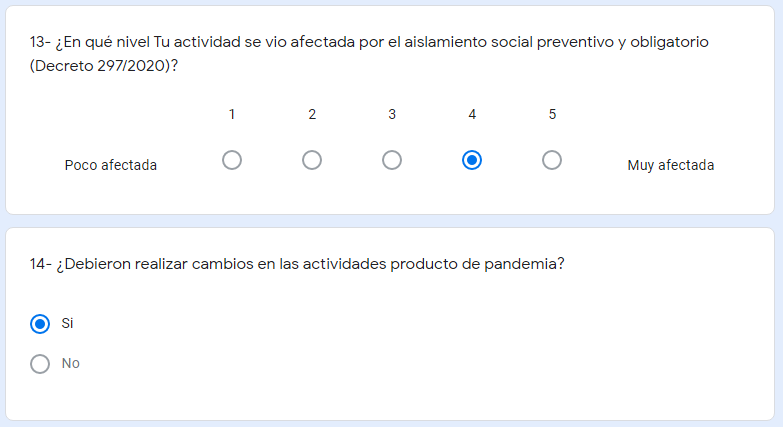 13- ¿En qué nivel Tu actividad se vio afectada por el aislamiento social preventivo y obligatorio
(Decreto 297/2020)?
1 2 3 4 5
Poco afectada Muy afectada
14- ¿Debieron realizar cambios en las actividades producto de pandemia?
Si
No